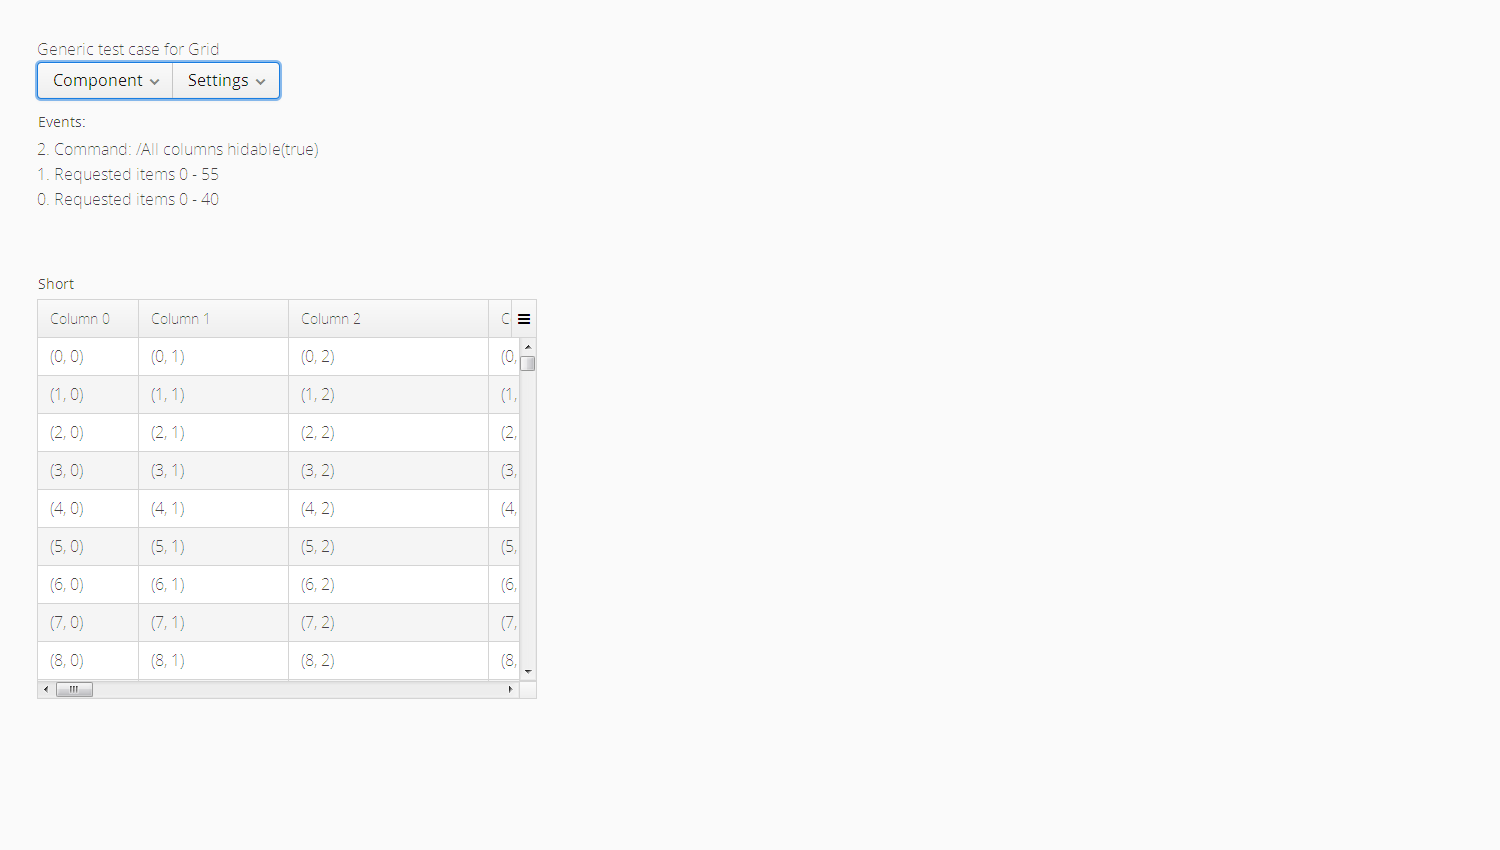 Generic test case for Grid
Component Settings
Events:
2. Command: /All columns hidable(true)
1. Requested items 0 - 55
0. Requested items 0 - 40
Short
Column 0 Column 1 Column 2 C
(0, 0) (0, 1) (0, 2) (0,
(1, 0) (1, 1) (1, 2) (1,
(2, 0) (2, 1) (2, 2) (2,
(3, 0) (3, 1) (3, 2) (3,
(4, 0) (4, 1) (4, 2) (4,
(5, 0) (5, 1) (5, 2) (5,
(6, 0) (6, 1) (6, 2) (6,
(7, 0) (7, 1) (7, 2) (7,
(8, 0) (8, 1) (8, 2) (8,